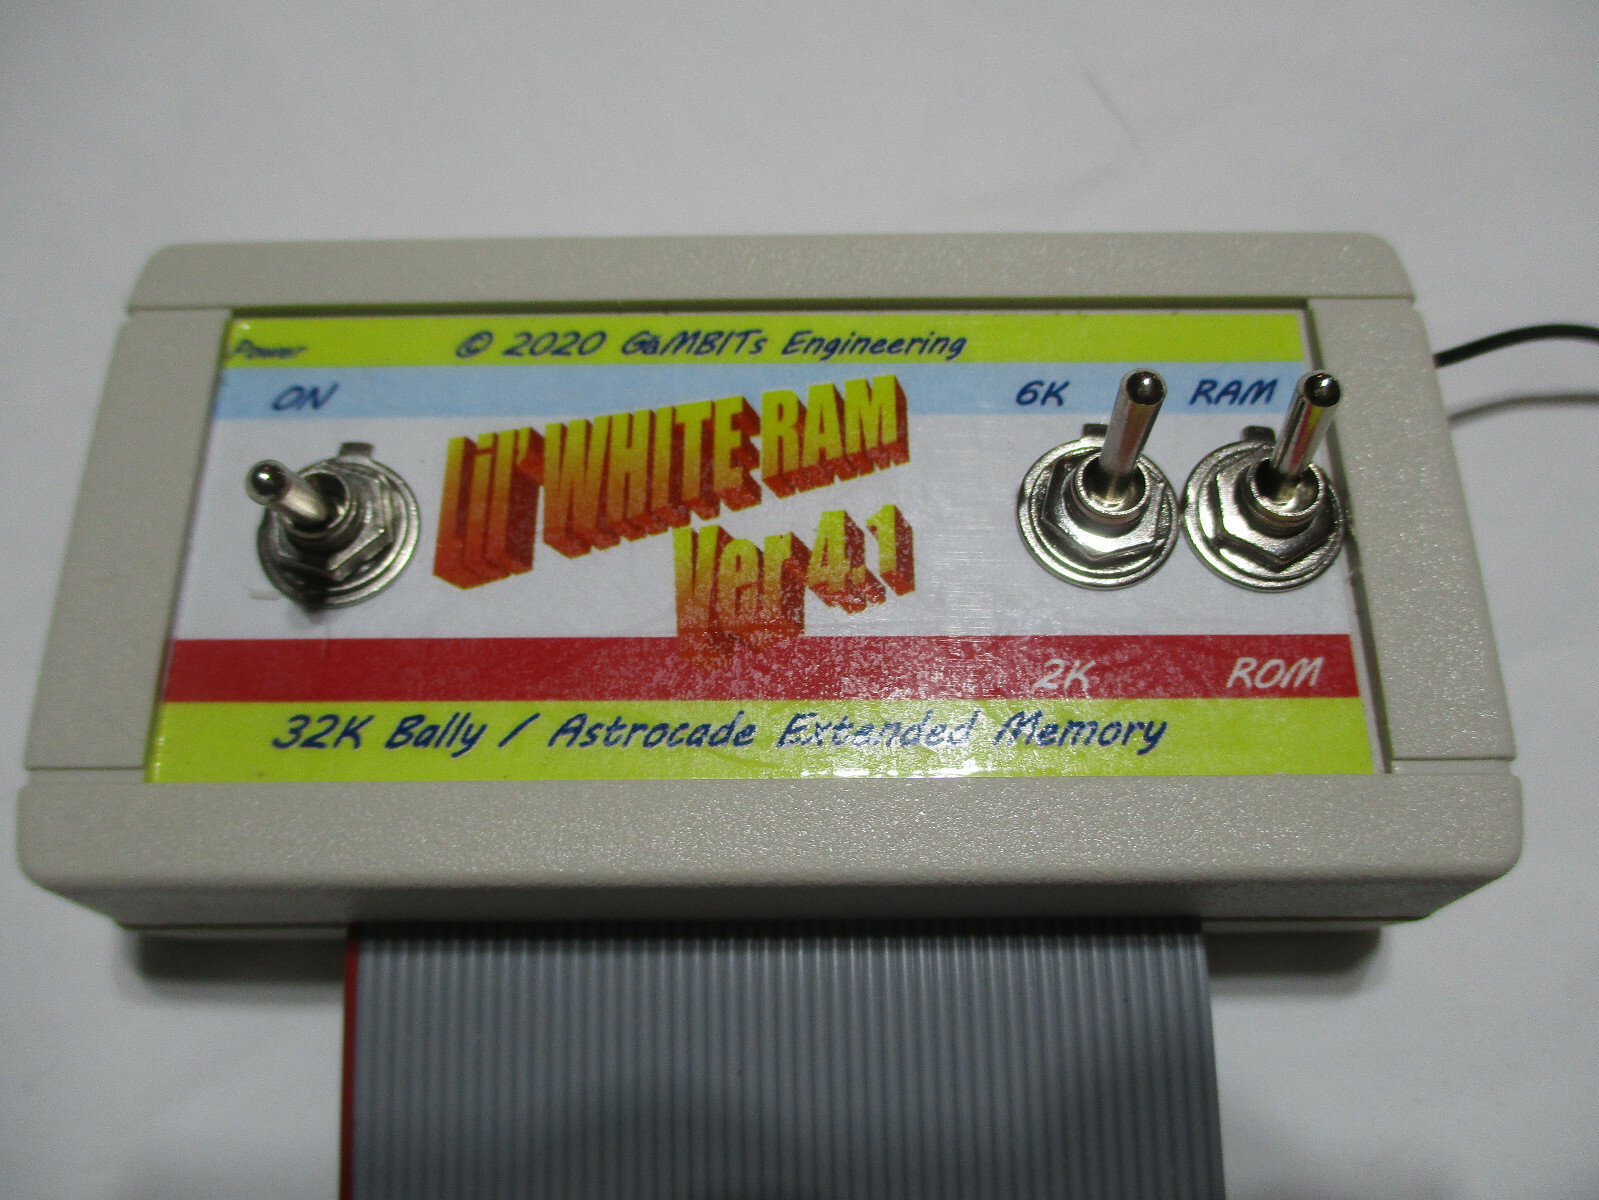 Power
© 2020 GäMBITs Engineering
ON
6K
RAM
Lil' WHITE RAM
Ver 4.1
2K
ROM
32K Bally / Astrocade Extended Memory